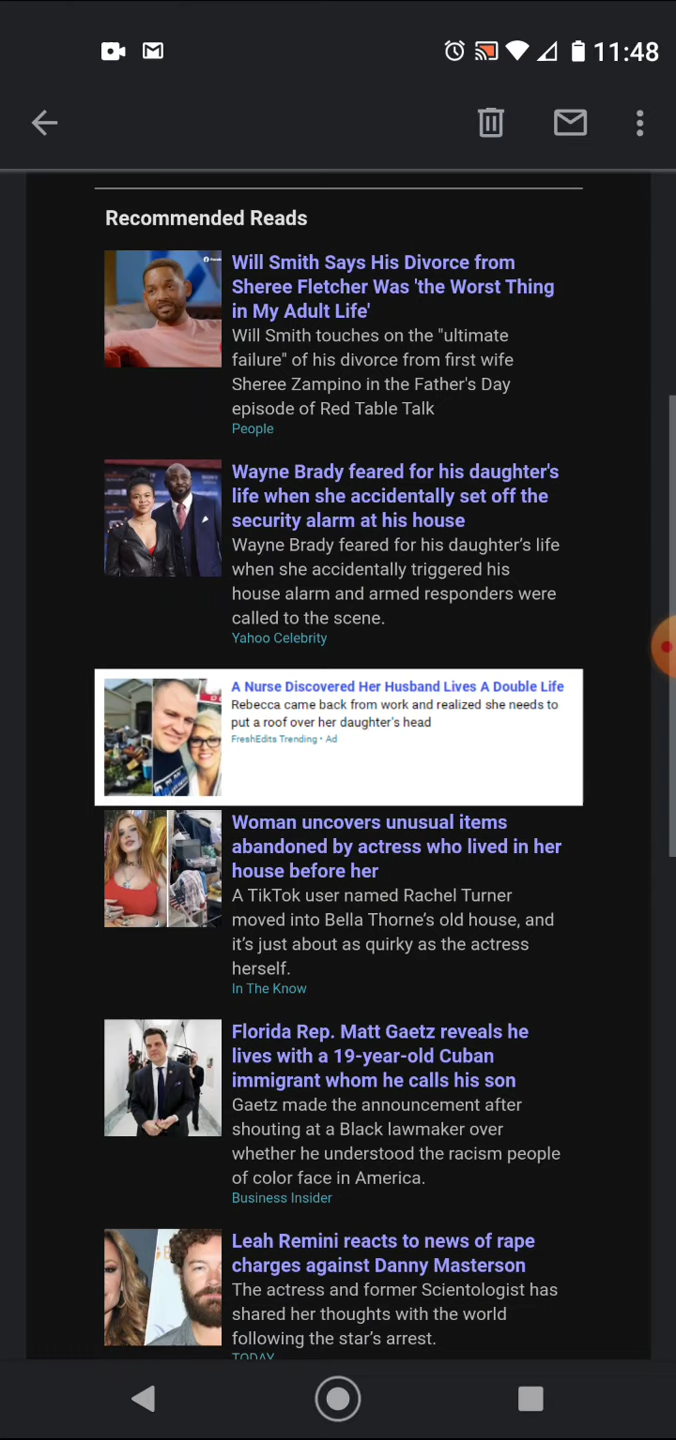 11:48
Recommended Reads
Will Smith Says His Divorce from
Sheree Fletcher Was 'the Worst Thing
in My Adult Life'
Will Smith touches on the "ultimate
failure" of his divorce from first wife
Sheree Zampino in the Father's Day
episode of Red Table Talk
People
Wayne Brady feared for his daughter's
life when she accidentally set off the
security alarm at his house
Wayne Brady feared for his daughter’s life
when she accidentally triggered his
house alarm and armed responders were
called to the scene.
Yahoo Celebrity
A Nurse Discovered Her Husband Lives A Double Life
Rebecca came back from work and realized she needs to
put a roof over her daughter's head
FreshEdits Trending • Ad
Woman uncovers unusual items
abandoned by actress who lived in her
house before her
A TikTok user named Rachel Turner
moved into Bella Thorne’s old house, and
it’s just about as quirky as the actress
herself.
In The Know
Florida Rep. Matt Gaetz reveals he
lives with a 19-year-old Cuban
immigrant whom he calls his son
Gaetz made the announcement after
shouting at a Black lawmaker over
whether he understood the racism people
of color face in America.
Business Insider
Leah Remini reacts to news of rape
charges against Danny Masterson
The actress and former Scientologist has
shared her thoughts with the world
following the star’s arrest.
TODAY